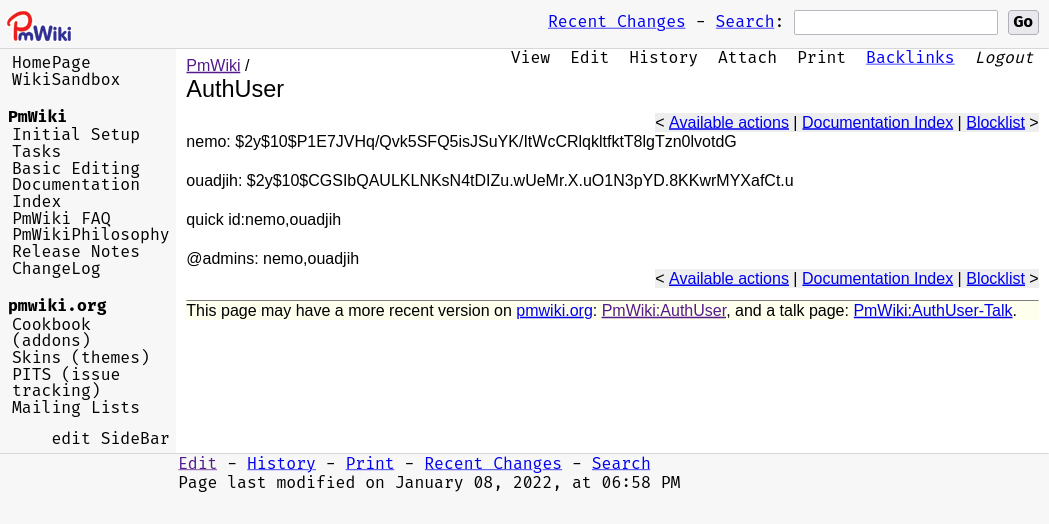 PmWiki
Recent Changes - Search: Go
View Edit History Attach Print Backlinks Logout
HomePage
WikiSandbox
PmWiki
Initial Setup
Tasks
Basic Editing
Documentation
Index
PmWiki FAQ
PmWikiPhilosophy
Release Notes
ChangeLog
pmwiki.org
Cookbook
(addons)
Skins (themes)
PITS (issue
tracking)
Mailing Lists
edit SideBar
PmWiki /
AuthUser
< Available actions | Documentation Index | Blocklist >
nemo: $2y$10$P1E7JVHq/Qvk5SFQ5isJSuYK/ItWcCRlqkltfktT8lgTzn0lvotdG
ouadjih: $2y$10$CGSIbQAULKLNKsN4tDIZu.wUeMr.X.uO1N3pYD.8KKwrMYXafCt.u
quick id:nemo,ouadjih
@admins: nemo,ouadjih
< Available actions | Documentation Index | Blocklist >
This page may have a more recent version on pmwiki.org: PmWiki:AuthUser, and a talk page: PmWiki:AuthUser-Talk.
Edit - History - Print - Recent Changes - Search
Page last modified on January 08, 2022, at 06:58 PM